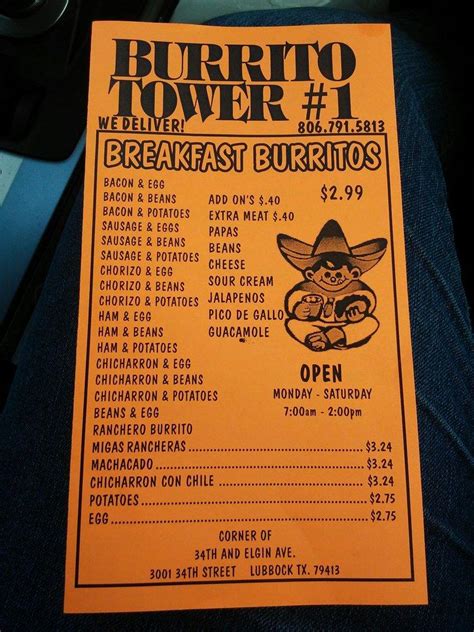 BURRITO
TOWER #1
WE DELIVER!
806.791.5813
BREAKFAST BURRITOS
BACON & EGG
BACON & BEANS
BACON & POTATOES
SAUSAGE & EGGS
SAUSAGE & BEANS
SAUSAGE & POTATOES
CHORIZO & EGG
CHORIZO & BEANS
CHORIZO & POTATOES
HAM & EGG
HAM & BEANS
HAM & POTATOES
CHICHARRON & EGG
CHICHARRON & BEANS
CHICHARRON & POTATOES
BEANS & EGG
RANCHERO BURRITO
ADD ON'S $.40
EXTRA MEAT $.40
PAPAS
BEANS
CHEESE
SOUR CREAM
JALAPENOS
PICO DE GALLO
GUACAMOLE
$2.99
OPEN
MONDAY - SATURDAY
7:00am - 2:00pm
MIGAS RANCHERAS $3.24
MACHACADO $3.24
CHICHARRON CON CHILE $3.24
POTATOES $2.75
EGG $2.75
CORNER OF
34TH AND ELGIN AVE.
3001 34TH STREET LUBBOCK TX. 79413